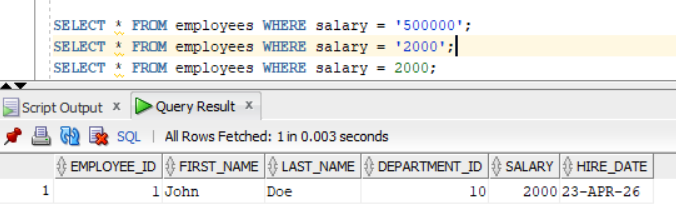 SELECT * FROM employees WHERE salary = '500000';
SELECT * FROM employees WHERE salary = '2000';
SELECT * FROM employees WHERE salary = 2000;
Script Output x Query Result x
SQL | All Rows Fetched: 1 in 0.003 seconds
EMPLOYEE_ID FIRST_NAME LAST_NAME DEPARTMENT_ID SALARY HIRE_DATE
1 1 John Doe 10 2000 23-APR-26